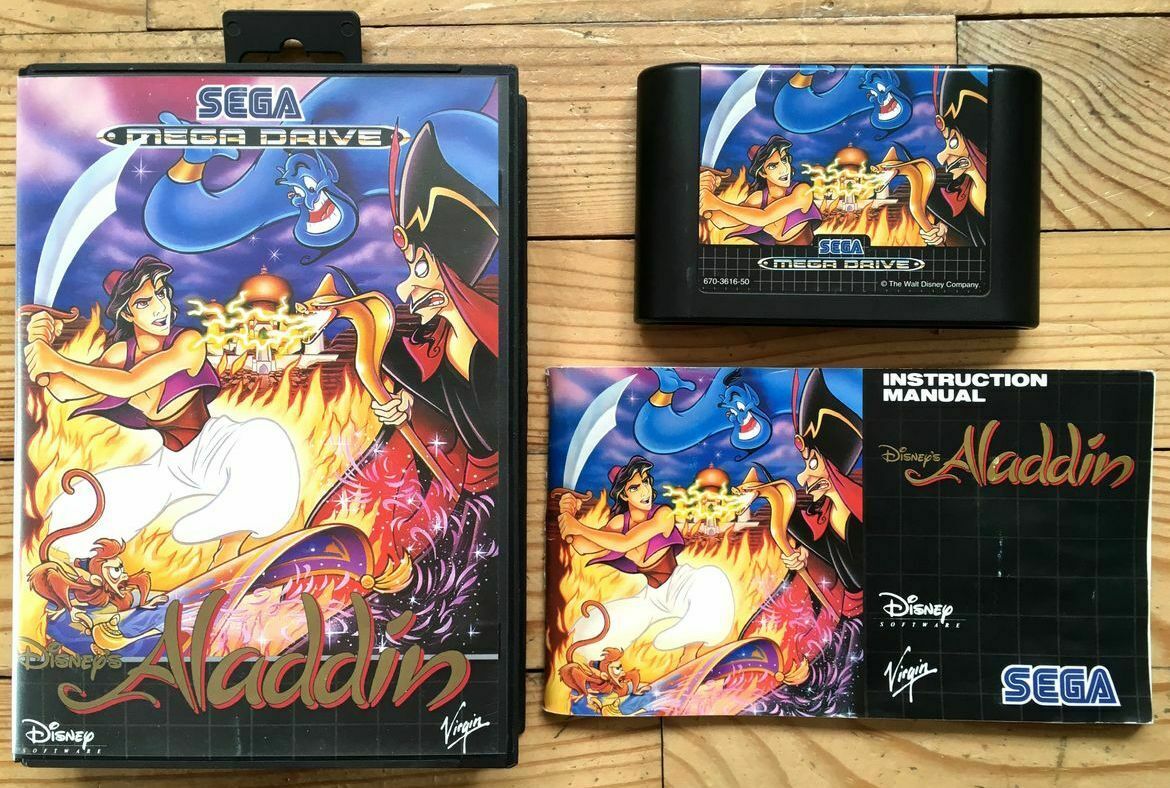 SEGA
MEGA DRIVE
DISNEY'S Aladdin
DISNEY
SOFTWARE
Virgin
SEGA
MEGA DRIVE
670-3616-50
© The Walt Disney Company.
INSTRUCTION
MANUAL
DISNEY'S Aladdin
DISNEY
SOFTWARE
Virgin
SEGA